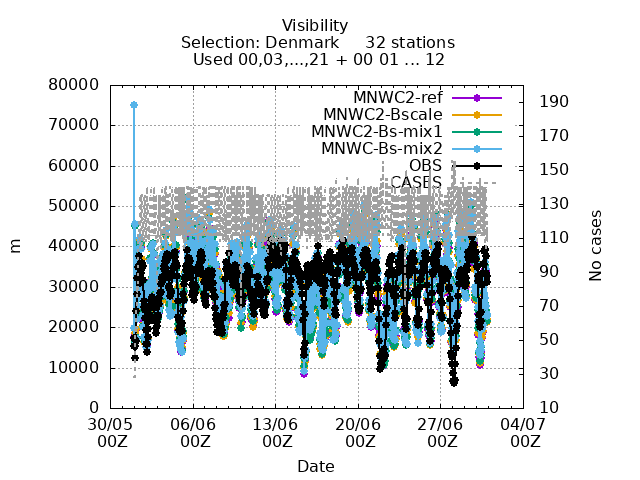 Visibility
Selection: Denmark 32 stations
Used 00,03,...,21 + 00 01 ... 12
80000
70000
60000
50000
40000
30000
20000
10000
0
m
190
170
150
130
110
90
70
50
30
10
No cases
MNWC2-ref
MNWC2-Bscale
MNWC2-Bs-mix1
MNWC-Bs-mix2
OBS
CASES
30/05 06/06 13/06 20/06 27/06 04/07
00Z 00Z 00Z 00Z 00Z 00Z
Date